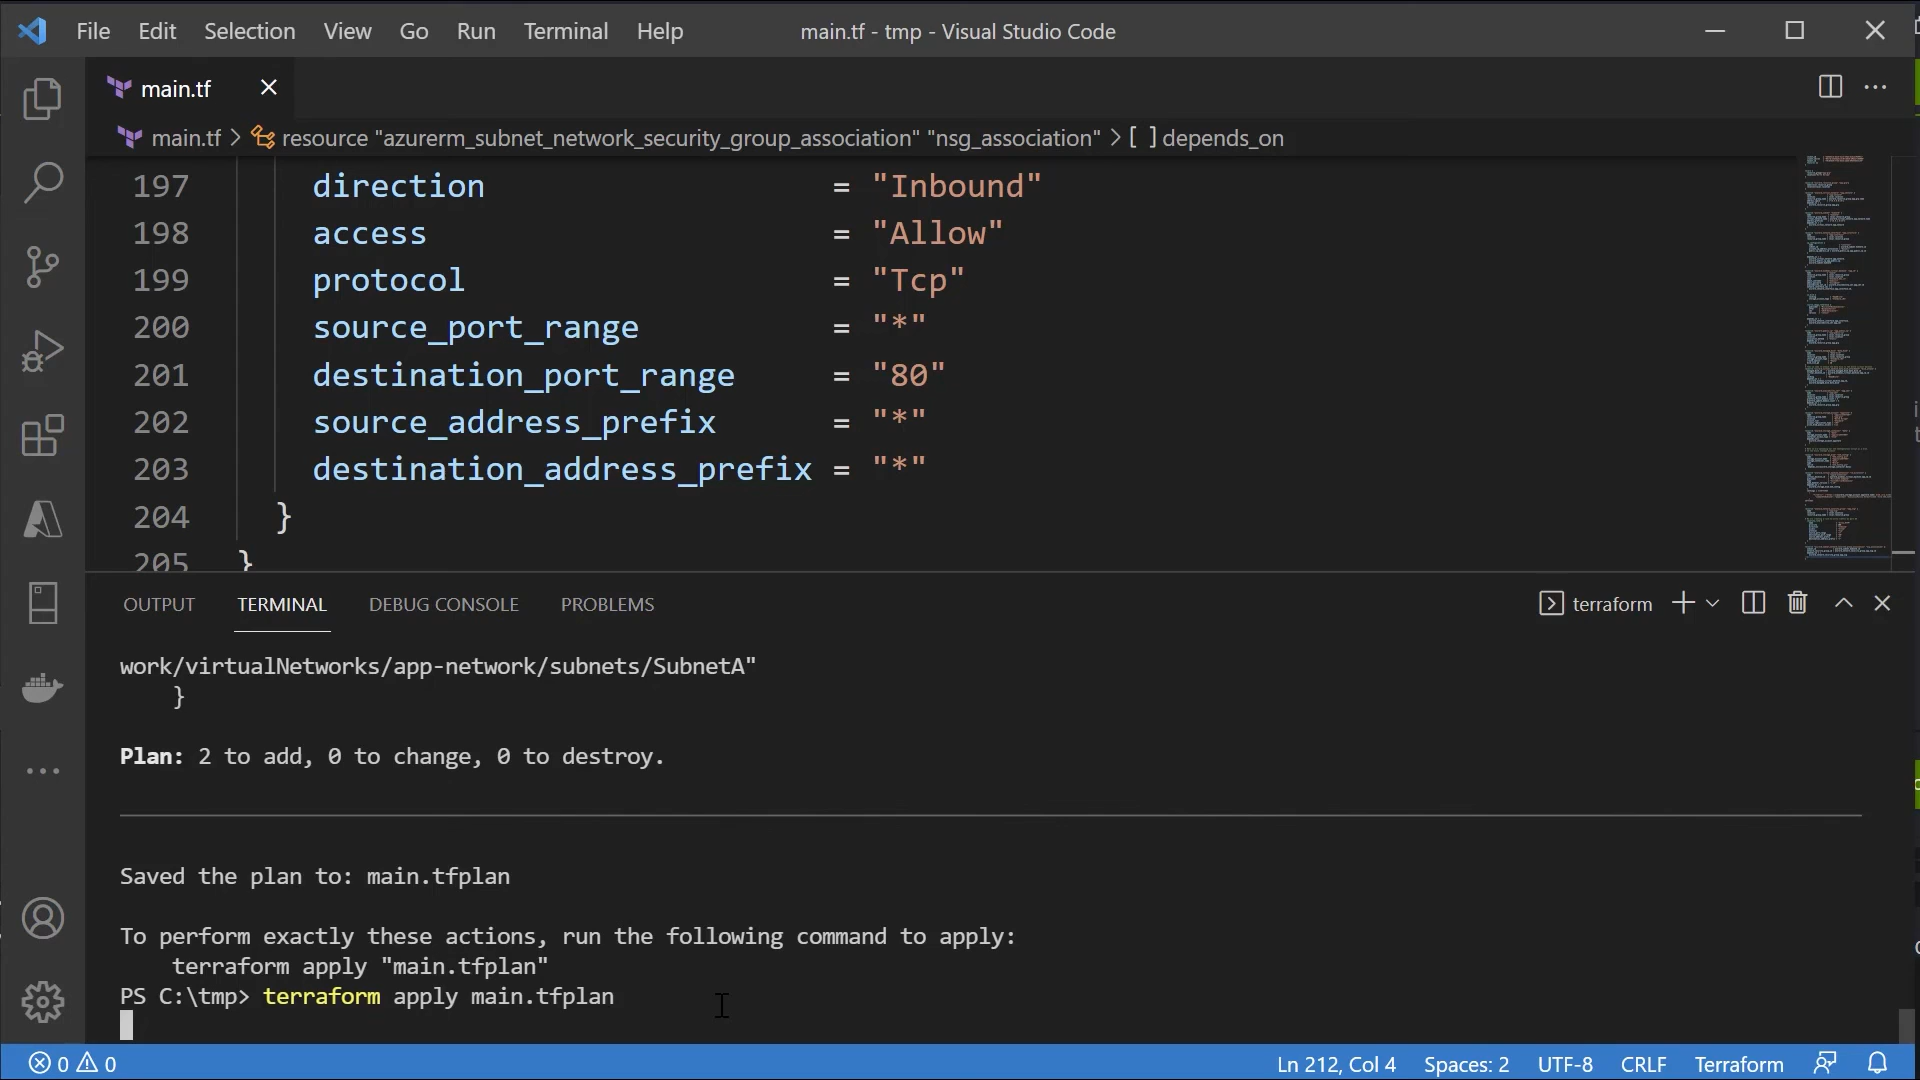 File Edit Selection View Go Run Terminal Help main.tf - tmp - Visual Studio Code
main.tf
main.tf > resource "azurerm_subnet_network_security_group_association" "nsg_association" > [ ] depends_on
197 direction = "Inbound"
198 access = "Allow"
199 protocol = "Tcp"
200 source_port_range = "*"
201 destination_port_range = "80"
202 source_address_prefix = "*"
203 destination_address_prefix = "*"
204 }
205 }
OUTPUT TERMINAL DEBUG CONSOLE PROBLEMS terraform
work/virtualNetworks/app-network/subnets/SubnetA"
}
Plan: 2 to add, 0 to change, 0 to destroy.
Saved the plan to: main.tfplan
To perform exactly these actions, run the following command to apply:
terraform apply "main.tfplan"
PS C:\tmp> terraform apply main.tfplan
0 0 Ln 212, Col 4 Spaces: 2 UTF-8 CRLF Terraform